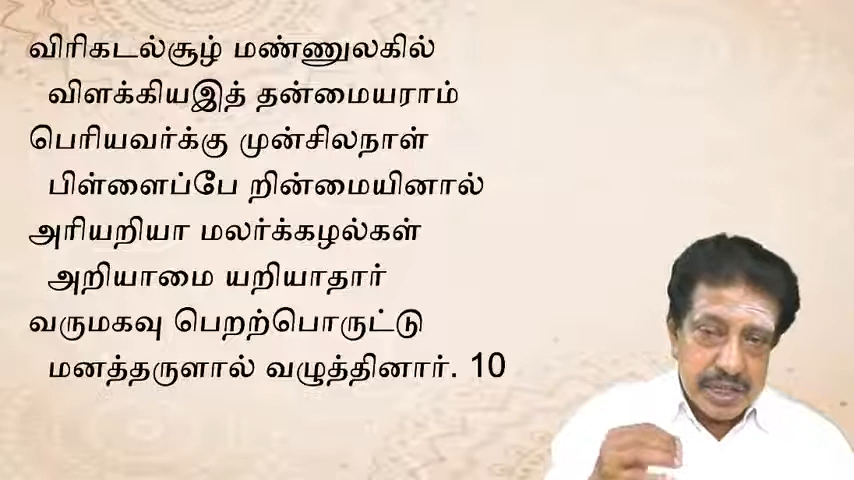 விரிகடல்சூழ் மண்ணுலகில்
விளக்கியஇத் தன்மையராம்
பெரியவர்க்கு முன்சிலநாள்
பிள்ளைப்பே றின்மையினால்
அரியறியா மலர்க்கழல்கள்
அறியாமை யறியாதார்
வருமகவு பெறற்பொருட்டு
மனத்தருளால் வழுத்தினார். 10